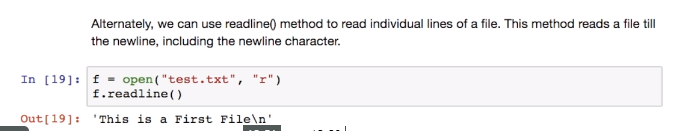 Alternately, we can use readline() method to read individual lines of a file. This method reads a file till
the newline, including the newline character.
In [19]: f = open("test.txt", "r")
f.readline()
Out[19]: 'This is a First File\n'